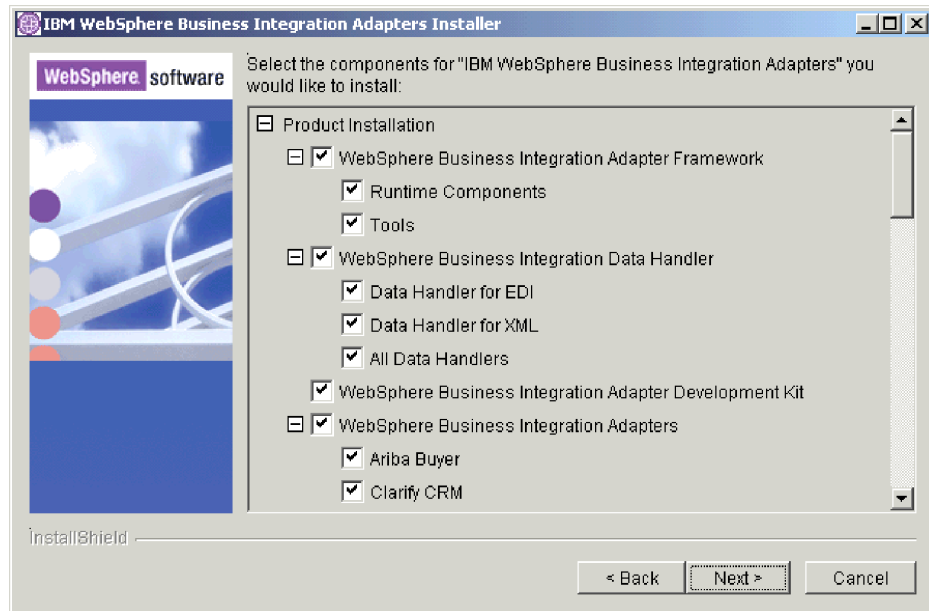 IBM WebSphere Business Integration Adapters Installer
WebSphere software
Select the components for "IBM WebSphere Business Integration Adapters" you
would like to install:
Product Installation
WebSphere Business Integration Adapter Framework
Runtime Components
Tools
WebSphere Business Integration Data Handler
Data Handler for EDI
Data Handler for XML
All Data Handlers
WebSphere Business Integration Adapter Development Kit
WebSphere Business Integration Adapters
Ariba Buyer
Clarify CRM
InstallShield
< Back
Next >
Cancel